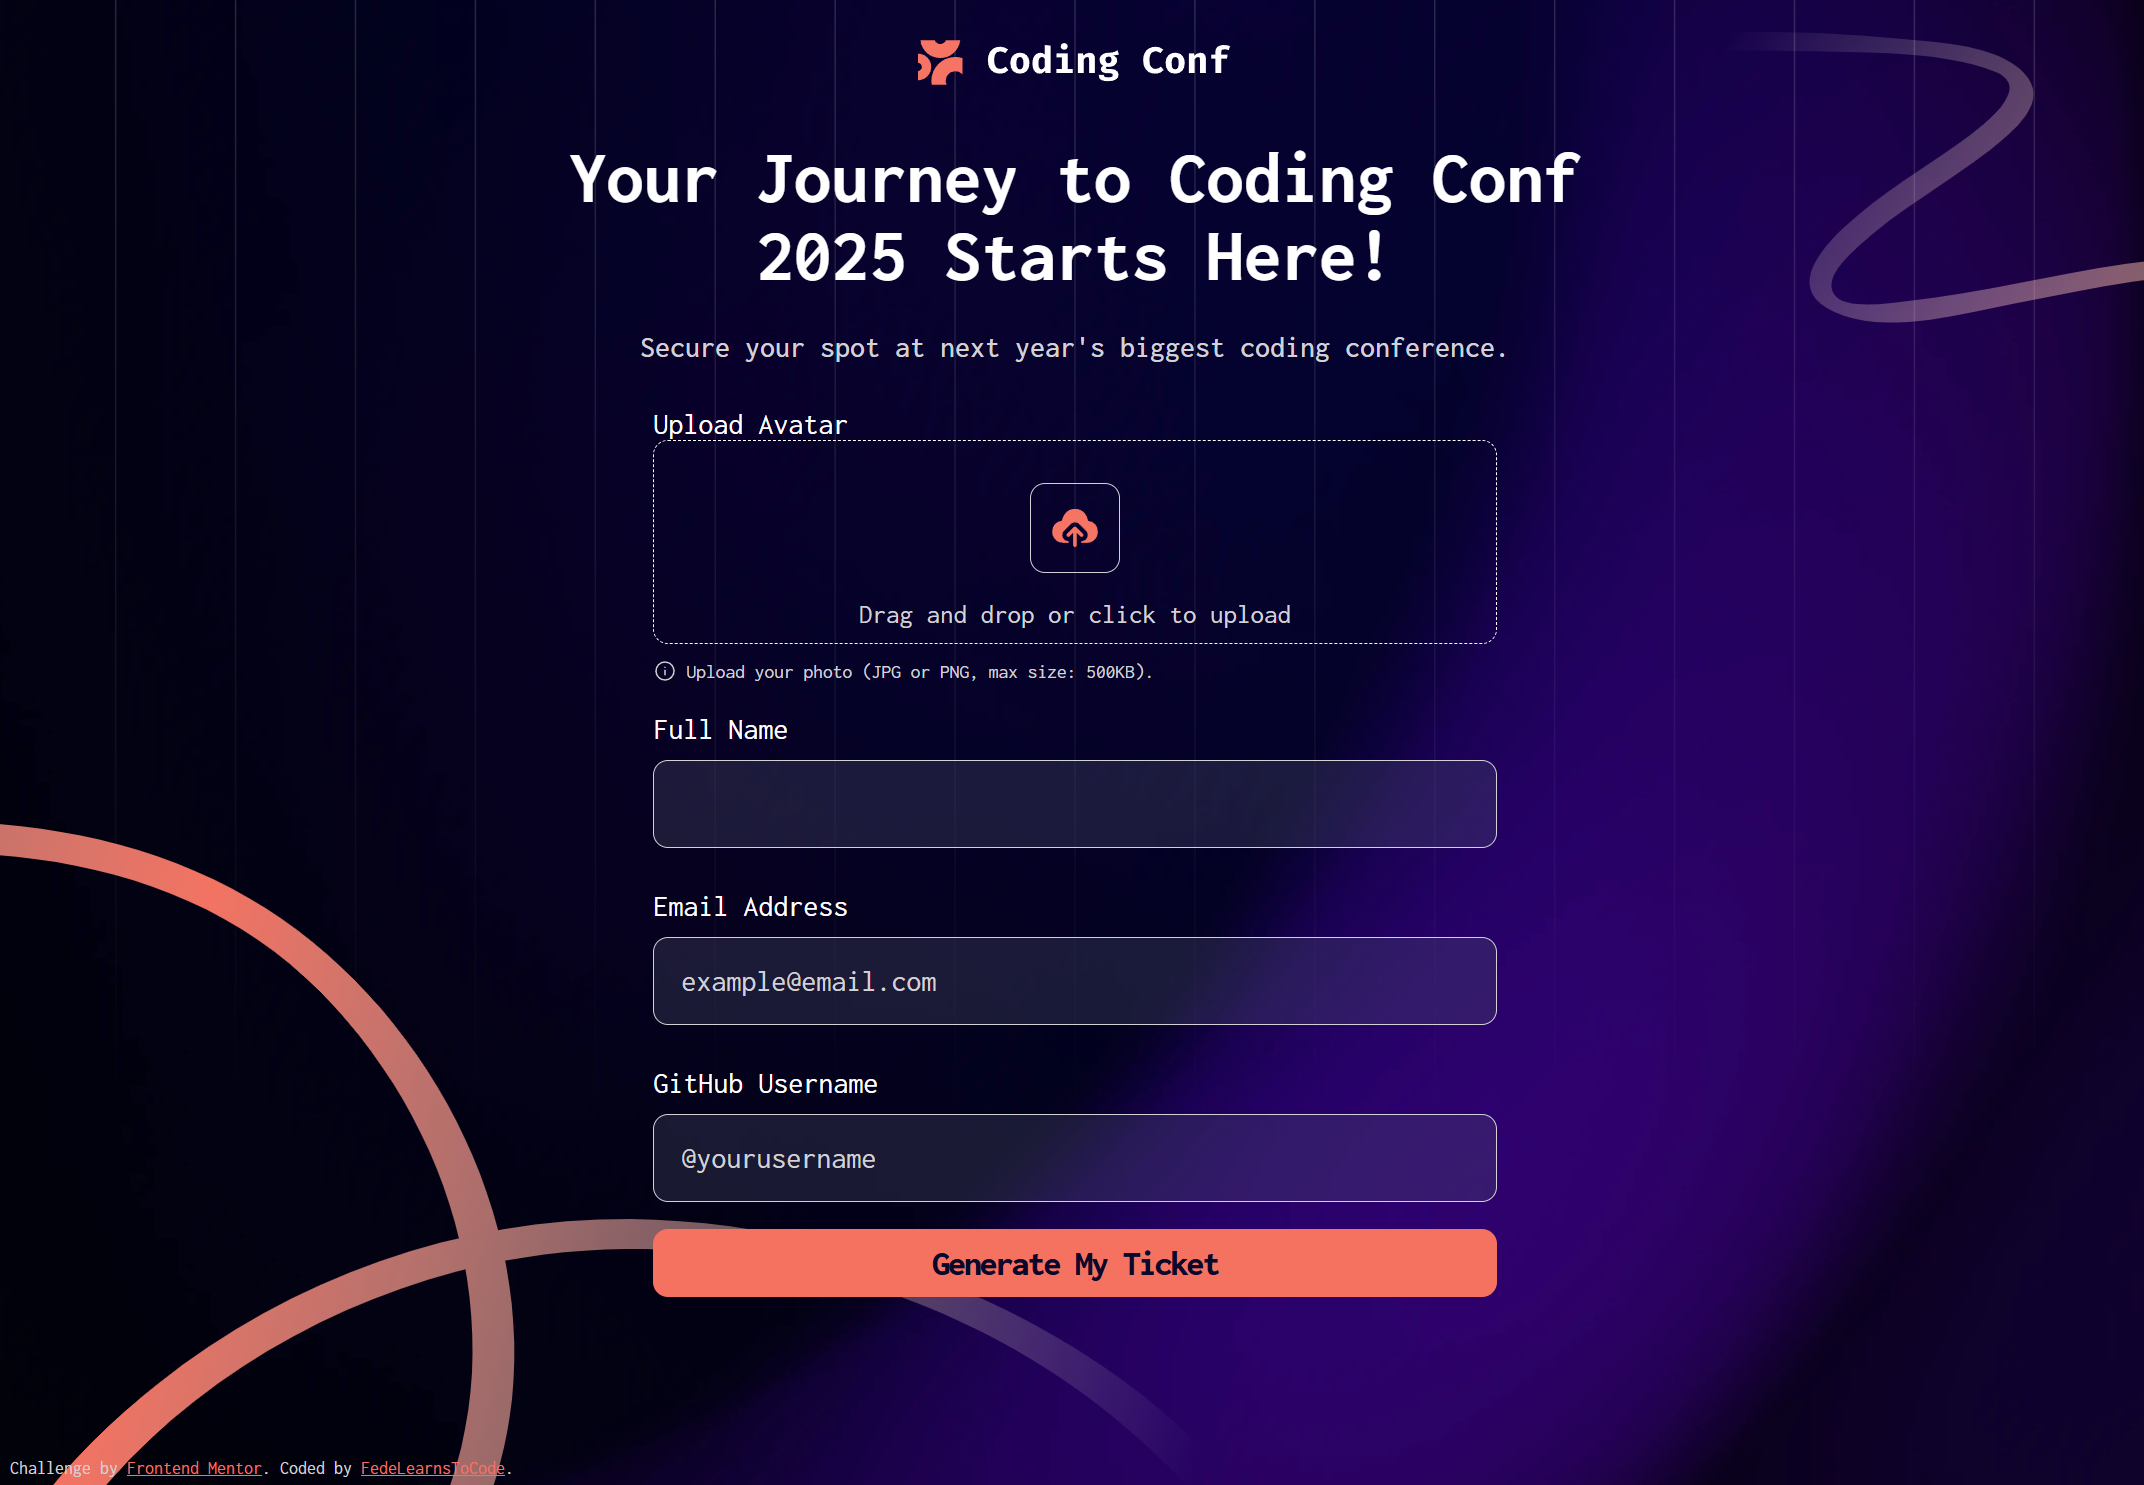 Coding Conf
Your Journey to Coding Conf
2025 Starts Here!
Secure your spot at next year's biggest coding conference.
Upload Avatar
Drag and drop or click to upload
Upload your photo (JPG or PNG, max size: 500KB).
Full Name
Email Address
example@email.com
GitHub Username
@yourusername
Generate My Ticket
Challenge by Frontend Mentor. Coded by FedeLearnsToCode.